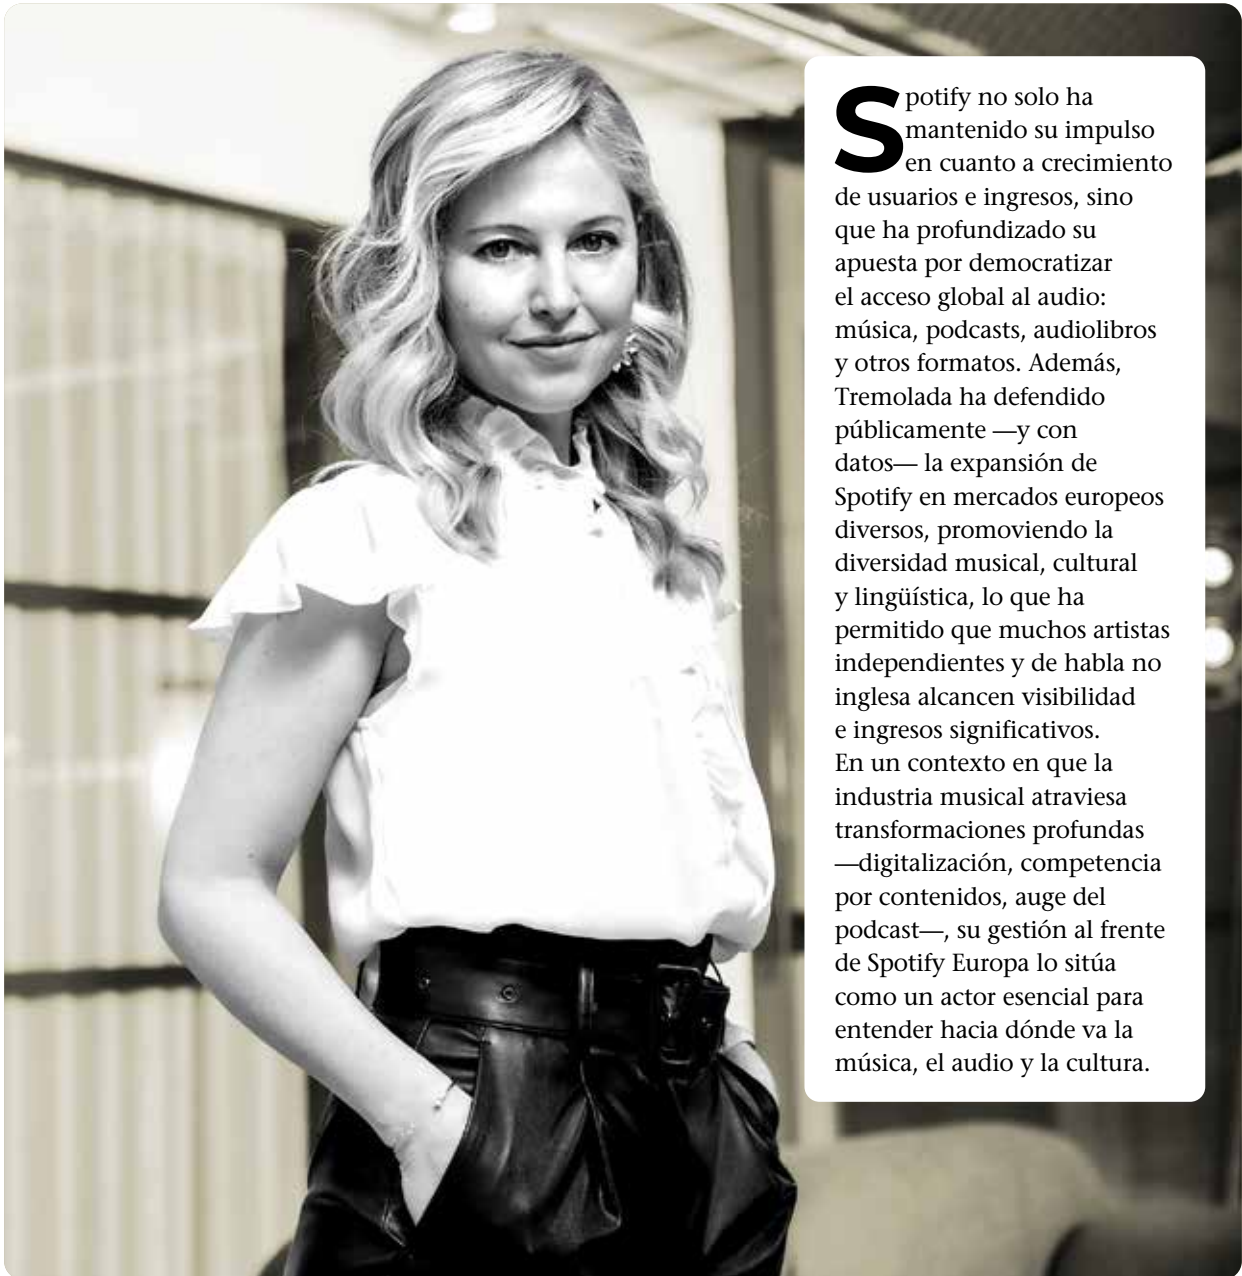 Spotify no solo ha
mantenido su impulso
en cuanto a crecimiento
de usuarios e ingresos, sino
que ha profundizado su
apuesta por democratizar
el acceso global al audio:
música, podcasts, audiolibros
y otros formatos. Además,
Tremolada ha defendido
públicamente —y con
datos— la expansión de
Spotify en mercados europeos
diversos, promoviendo la
diversidad musical, cultural
y lingüística, lo que ha
permitido que muchos artistas
independientes y de habla no
inglesa alcancen visibilidad
e ingresos significativos.
En un contexto en que la
industria musical atraviesa
transformaciones profundas
—digitalización, competencia
por contenidos, auge del
podcast—, su gestión al frente
de Spotify Europa lo sitúa
como un actor esencial para
entender hacia dónde va la
música, el audio y la cultura.